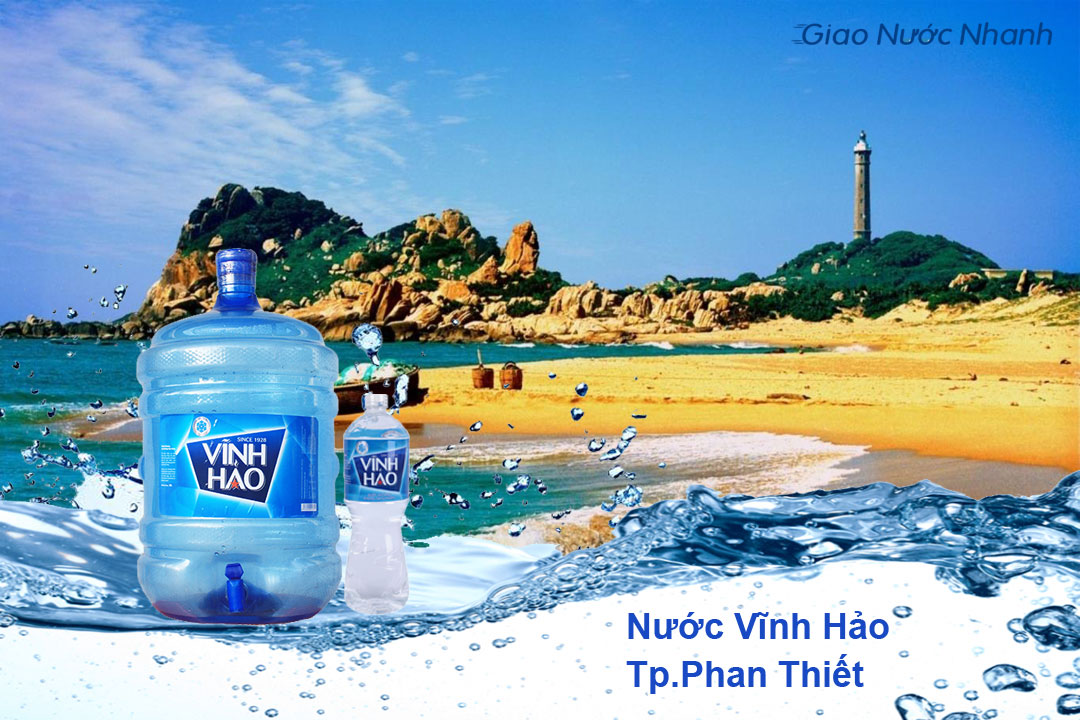 Giao Nước Nhanh
SINCE 1928
VĨNH
HẢO
VĨNH
HẢO
Nước Vĩnh Hảo
Tp.Phan Thiết